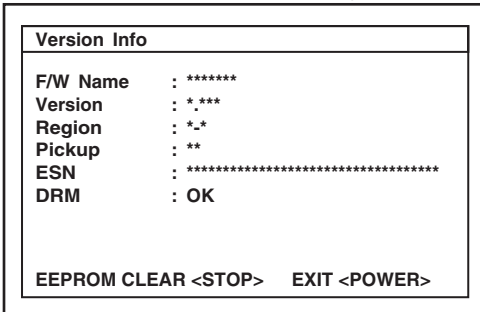 Version Info
F/W Name : *******
Version : *.***
Region : *-*
Pickup : **
ESN : ***********************************
DRM : OK
EEPROM CLEAR <STOP> EXIT <POWER>